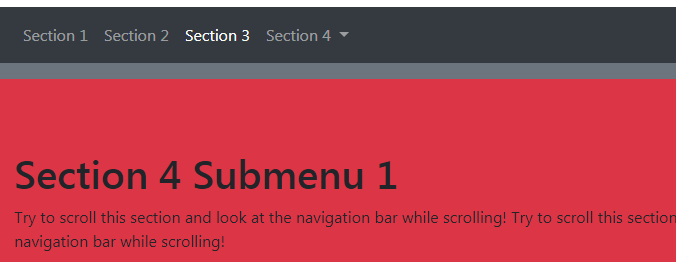 Section 1 Section 2 Section 3 Section 4
Section 4 Submenu 1
Try to scroll this section and look at the navigation bar while scrolling! Try to scroll this section
navigation bar while scrolling!